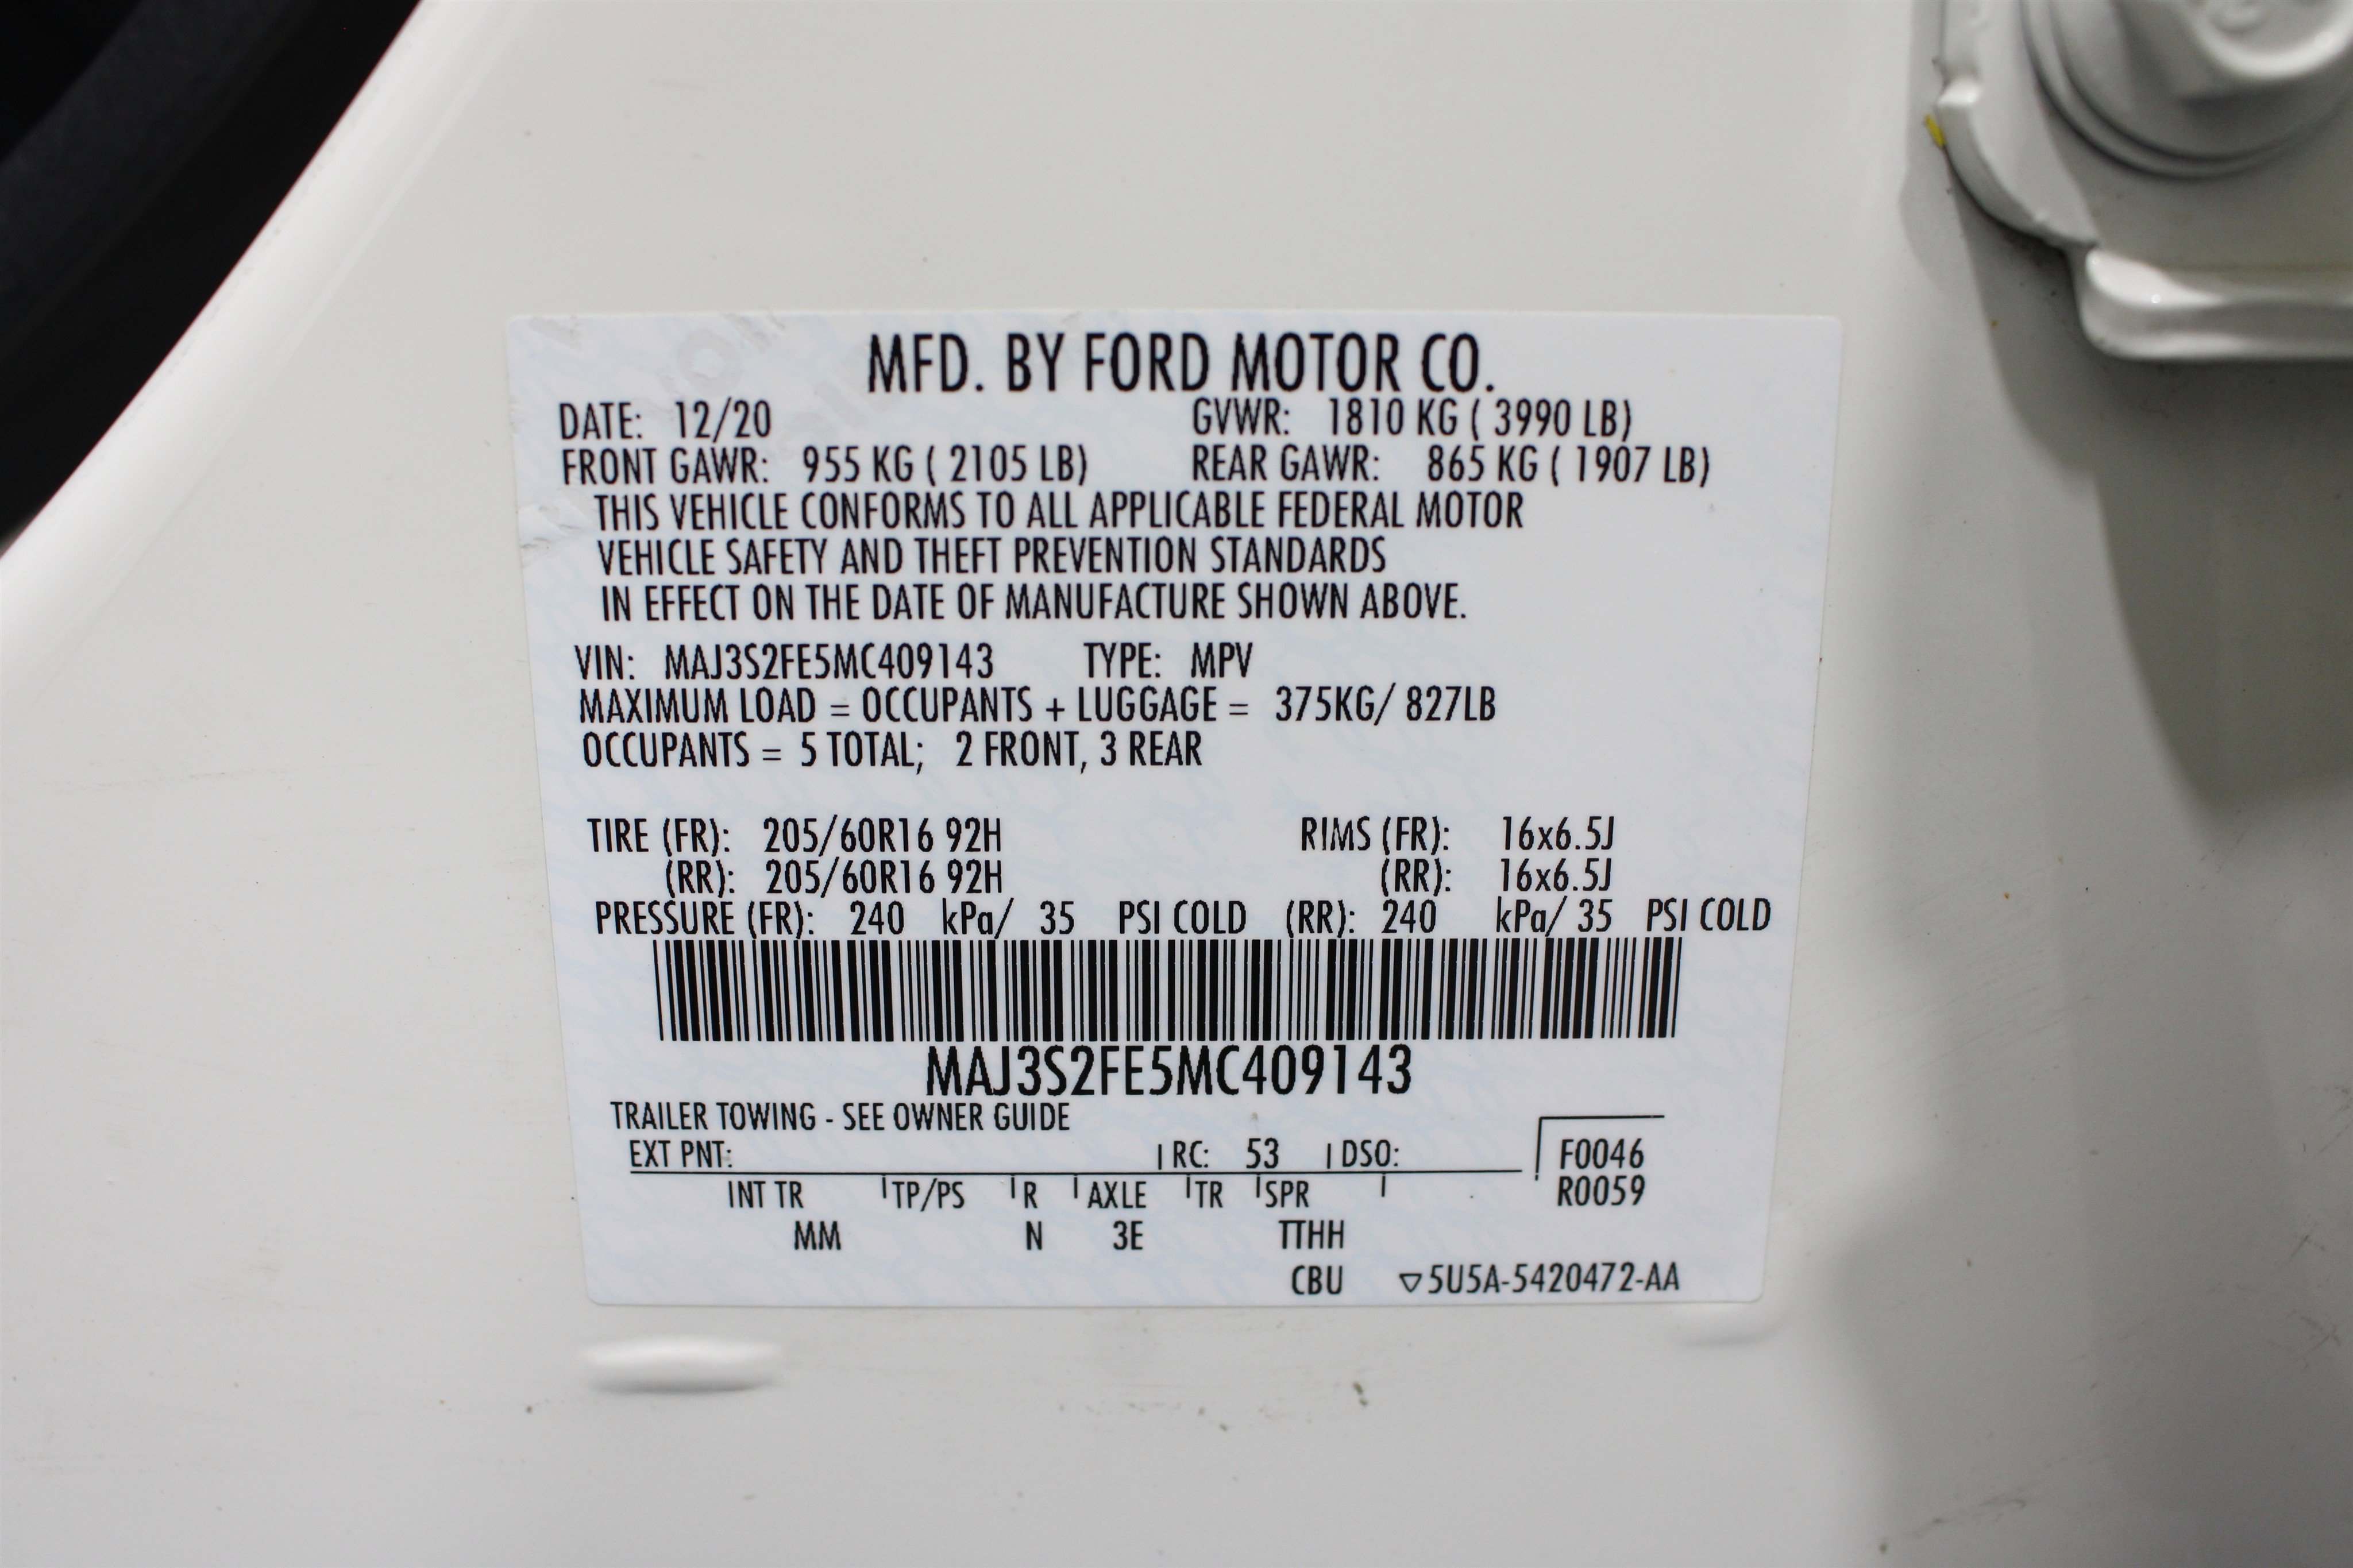 MFD. BY FORD MOTOR CO.
DATE: 12/20 GVWR: 1810 KG ( 3990 LB)
FRONT GAWR: 955 KG ( 2105 LB) REAR GAWR: 865 KG ( 1907 LB)
THIS VEHICLE CONFORMS TO ALL APPLICABLE FEDERAL MOTOR
VEHICLE SAFETY AND THEFT PREVENTION STANDARDS
IN EFFECT ON THE DATE OF MANUFACTURE SHOWN ABOVE.
VIN: MAJ3S2FE5MC409143 TYPE: MPV
MAXIMUM LOAD = OCCUPANTS + LUGGAGE = 375KG/ 827LB
OCCUPANTS = 5 TOTAL; 2 FRONT, 3 REAR
TIRE (FR): 205/60R16 92H RIMS (FR): 16x6.5J
(RR): 205/60R16 92H (RR): 16x6.5J
PRESSURE (FR): 240 kPa/ 35 PSI COLD (RR): 240 kPa/ 35 PSI COLD
MAJ3S2FE5MC409143
TRAILER TOWING - SEE OWNER GUIDE
EXT PNT: RC: 53 DSO: F0046
INT TR TP/PS R AXLE TR SPR R0059
MM N 3E TTHH
CBU ▽5U5A-5420472-AA